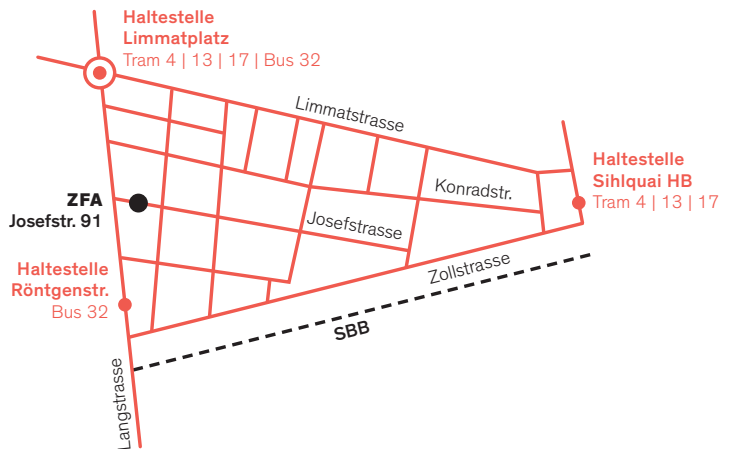 Haltestelle
Limmatplatz
Tram 4 | 13 | 17 | Bus 32
Limmatstrasse
Haltestelle
Sihlquai HB
Tram 4 | 13 | 17
Konradstr.
ZFA
Josefstr. 91
Josefstrasse
Haltestelle
Röntgenstr.
Bus 32
Zollstrasse
SBB
Langstrasse